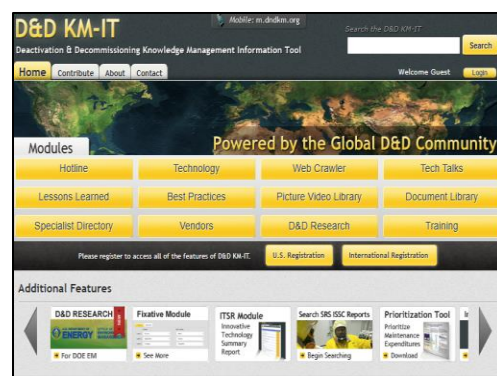 D&D KM-IT
Mobile: m.dndkm.org
Search the D&D KM-IT
Deactivation & Decommissioning Knowledge Management Information Tool
Search
Home Contribute About Contact
Welcome Guest Login
Powered by the Global D&D Community
Modules
Hotline Technology Web Crawler Tech Talks
Lessons Learned Best Practices Picture Video Library Document Library
Specialist Directory Vendors D&D Research Training
Please register to access all of the features of D&D KM-IT. U.S. Registration International Registration
Additional Features
D&D RESEARCH
ENERGY
For DOE EM
Fixative Module
See More
ITSR Module
Innovative
Technology
Summary
Report
Search SRS ISSC Reports
Begin Searching
Prioritization Tool
Prioritize
Maintenance
Expenditures
Download